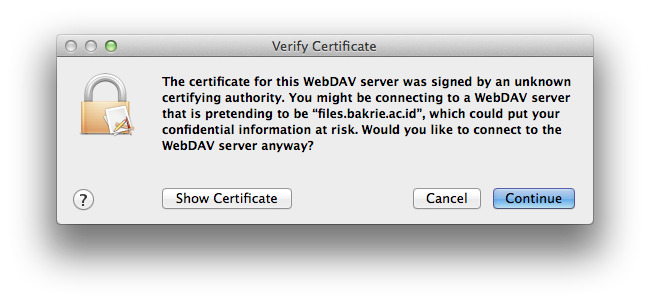 Verify Certificate
The certificate for this WebDAV server was signed by an unknown
certifying authority. You might be connecting to a WebDAV server
that is pretending to be “files.bakrie.ac.id”, which could put your
confidential information at risk. Would you like to connect to the
WebDAV server anyway?
? Show Certificate Cancel Continue